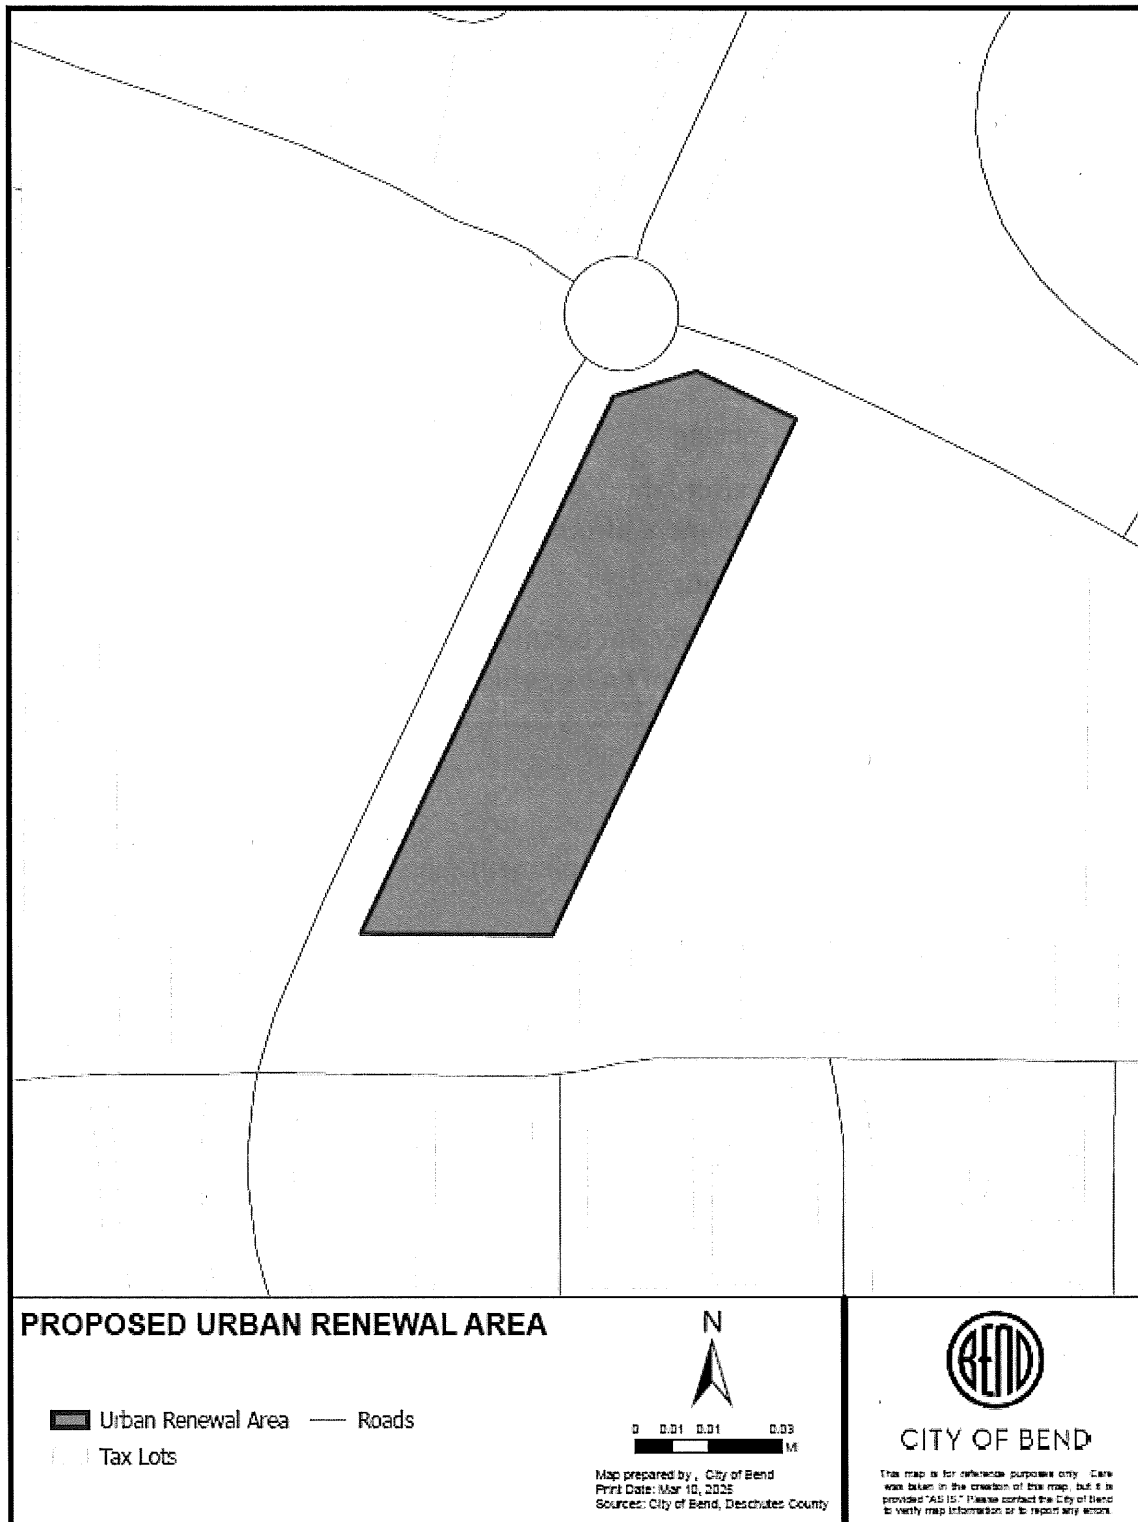 PROPOSED URBAN RENEWAL AREA
Urban Renewal Area
Roads
Tax Lots
N
0 0.01 0.01 0.03
Mi
Map prepared by, City of Bend
Print Date: Mar 10, 2025
Sources: City of Bend, Deschutes County
BEND
CITY OF BEND
This map is for reference purposes only. Care
was taken in the creation of this map, but it is
provided "AS IS." Please contact the City of Bend
to verify map information or to report any errors.